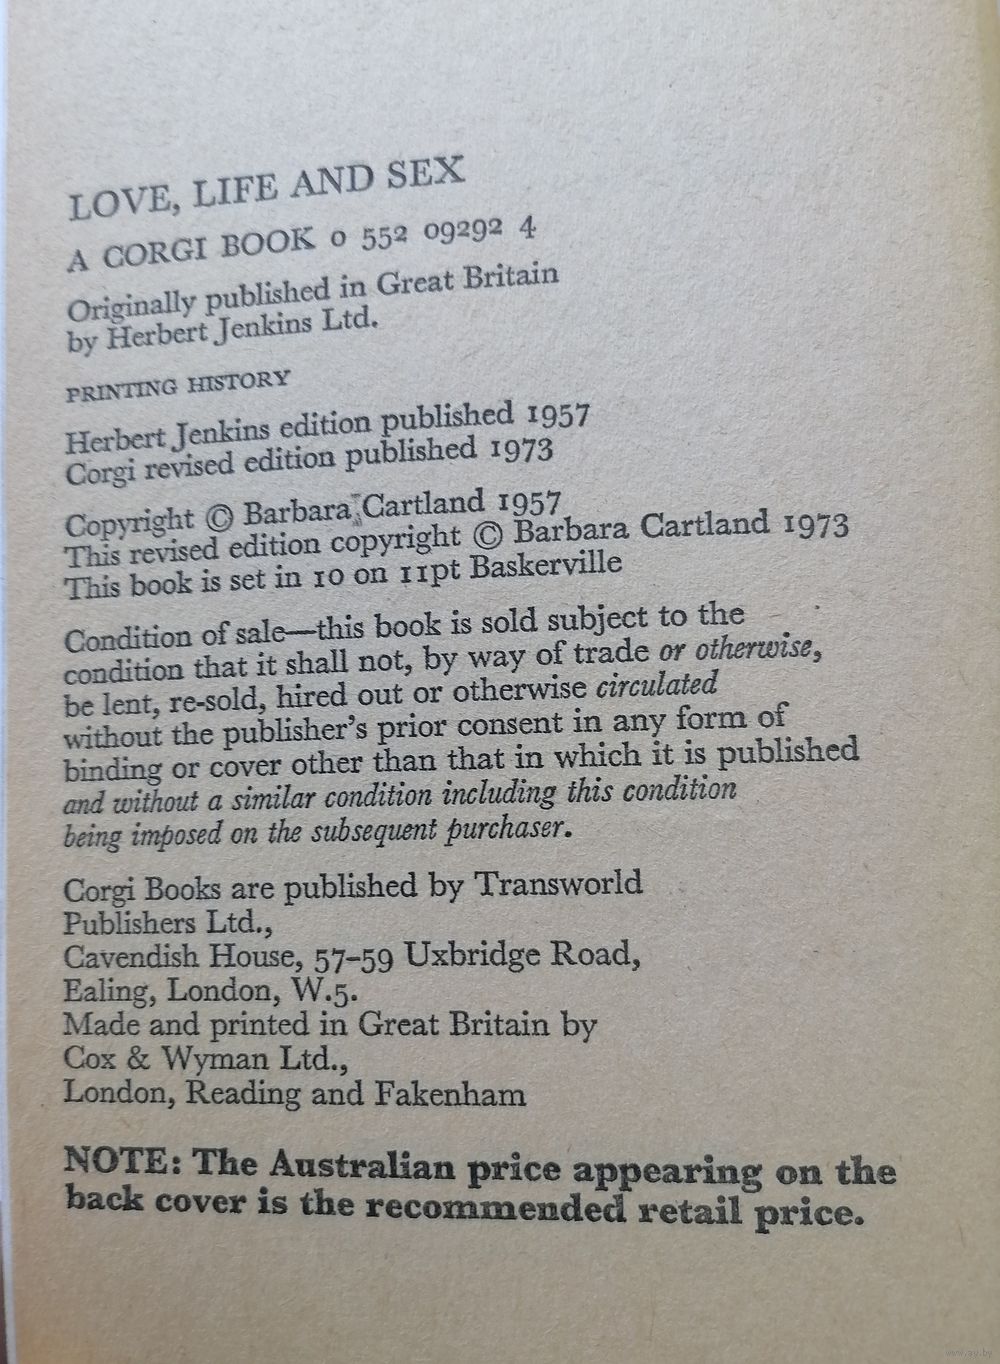 LOVE, LIFE AND SEX
A CORGI BOOK 0 552 09292 4
Originally published in Great Britain
by Herbert Jenkins Ltd.
PRINTING HISTORY
Herbert Jenkins edition published 1957
Corgi revised edition published 1973
Copyright © Barbara Cartland 1957
This revised edition copyright © Barbara Cartland 1973
This book is set in 10 on 11pt Baskerville
Condition of sale—this book is sold subject to the
condition that it shall not, by way of trade or otherwise,
be lent, re-sold, hired out or otherwise circulated
without the publisher's prior consent in any form of
binding or cover other than that in which it is published
and without a similar condition including this condition
being imposed on the subsequent purchaser.
Corgi Books are published by Transworld
Publishers Ltd.,
Cavendish House, 57–59 Uxbridge Road,
Ealing, London, W.5.
Made and printed in Great Britain by
Cox & Wyman Ltd.,
London, Reading and Fakenham
NOTE: The Australian price appearing on the
back cover is the recommended retail price.
www.ay.by